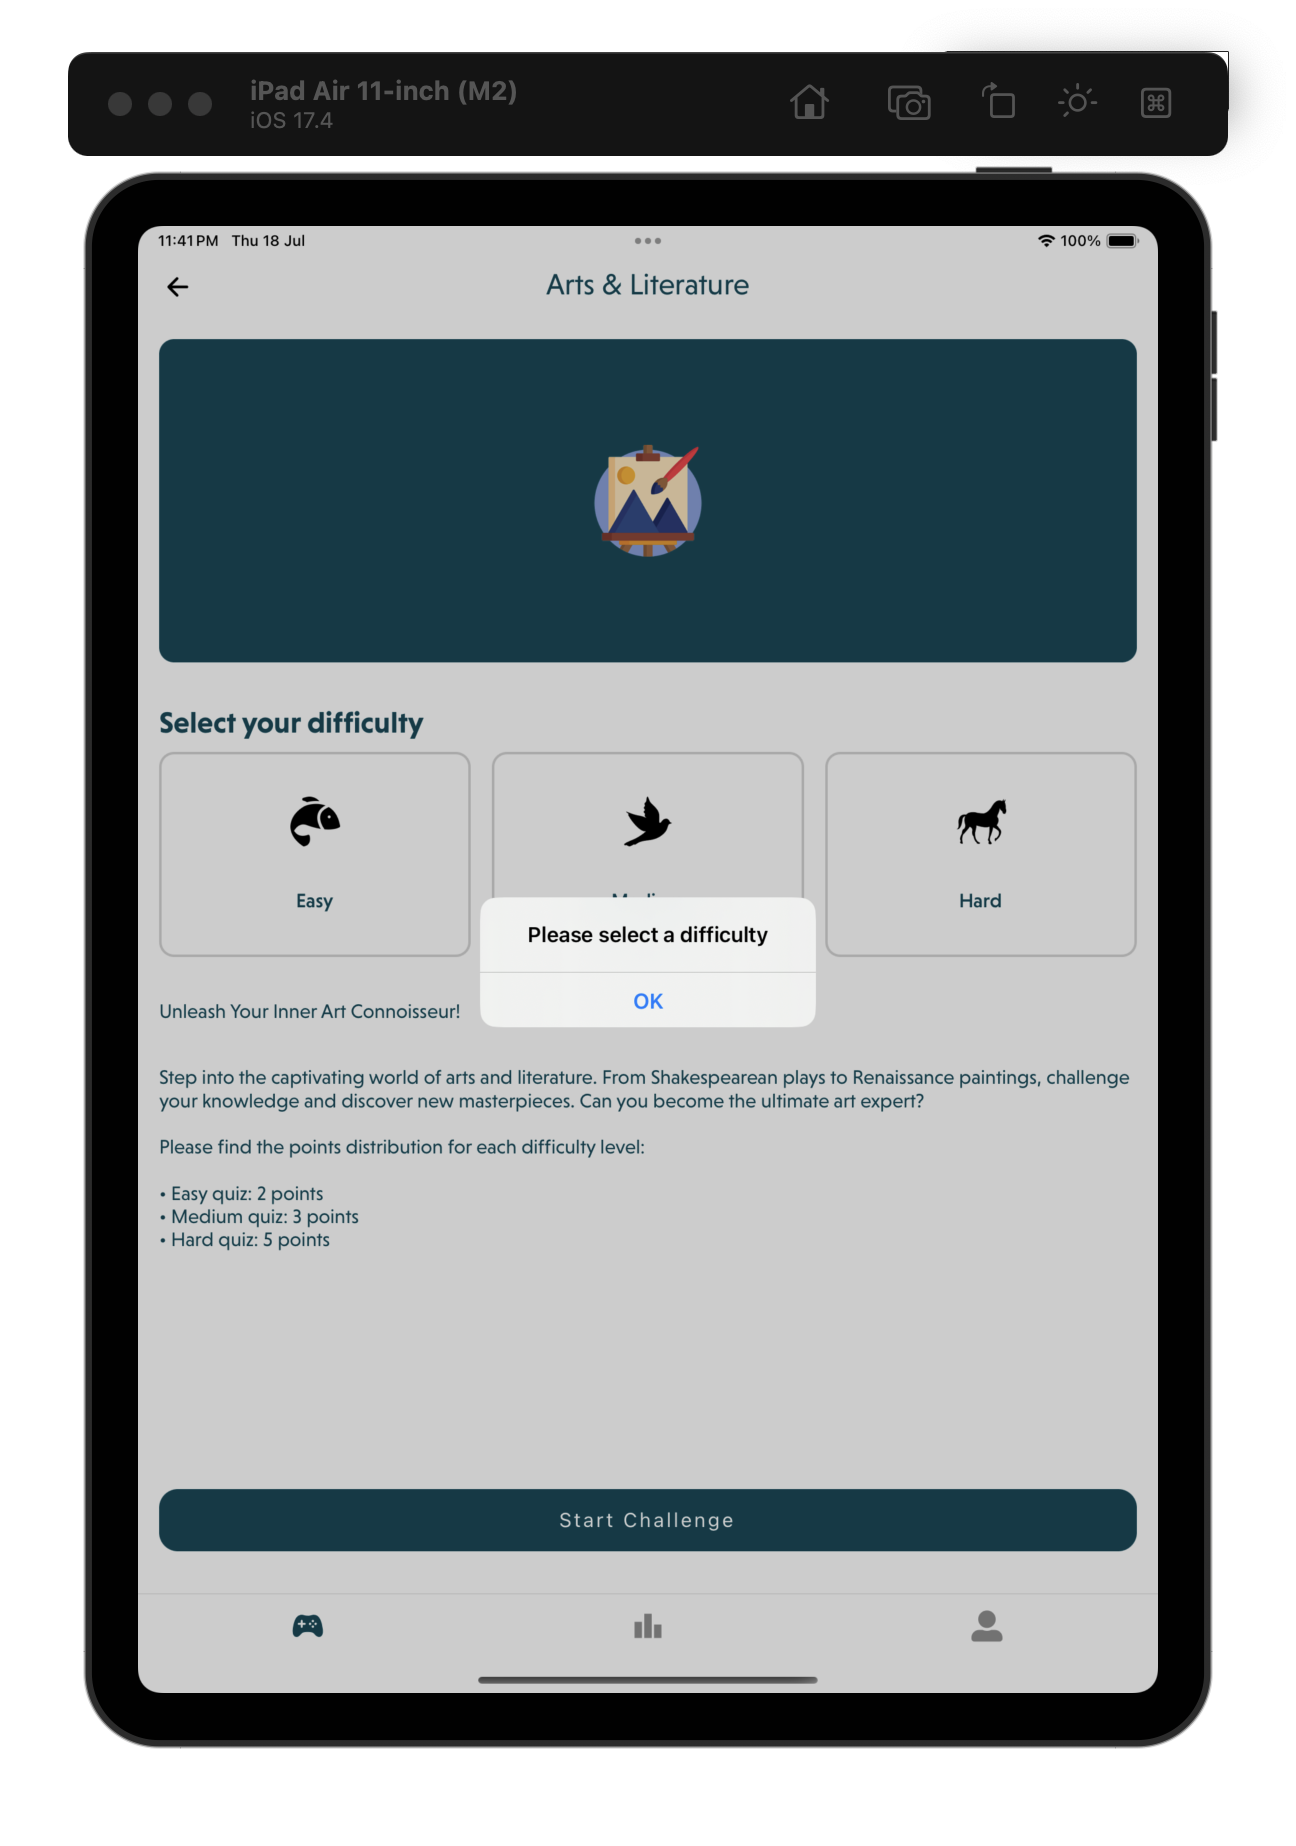 iPad Air 11-inch (M2)
iOS 17.4
11:41 PM Thu 18 Jul
100%
Arts & Literature
Select your difficulty
Easy
Hard
Please select a difficulty
OK
Unleash Your Inner Art Connoisseur!
Step into the captivating world of arts and literature. From Shakespearean plays to Renaissance paintings, challenge
your knowledge and discover new masterpieces. Can you become the ultimate art expert?
Please find the points distribution for each difficulty level:
• Easy quiz: 2 points
• Medium quiz: 3 points
• Hard quiz: 5 points
Start Challenge